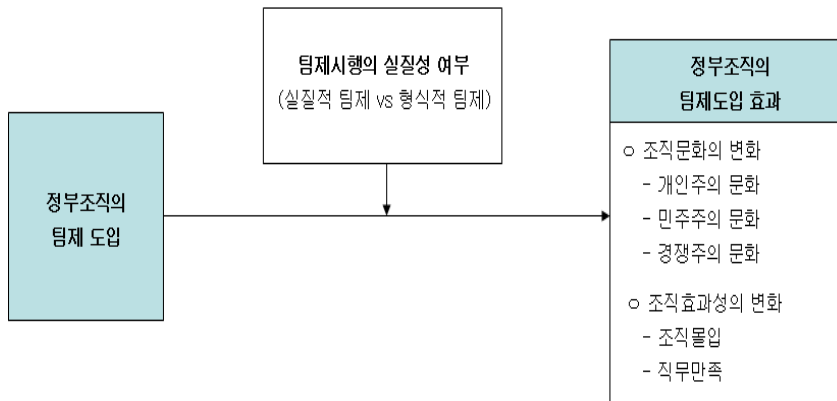 팀제시행의 실질성 여부
(실질적 팀제 vs 형식적 팀제)
정부조직의
팀제 도입
정부조직의
팀제도입 효과
○ 조직문화의 변화
- 개인주의 문화
- 민주주의 문화
- 경쟁주의 문화
○ 조직효과성의 변화
- 조직몰입
- 직무만족